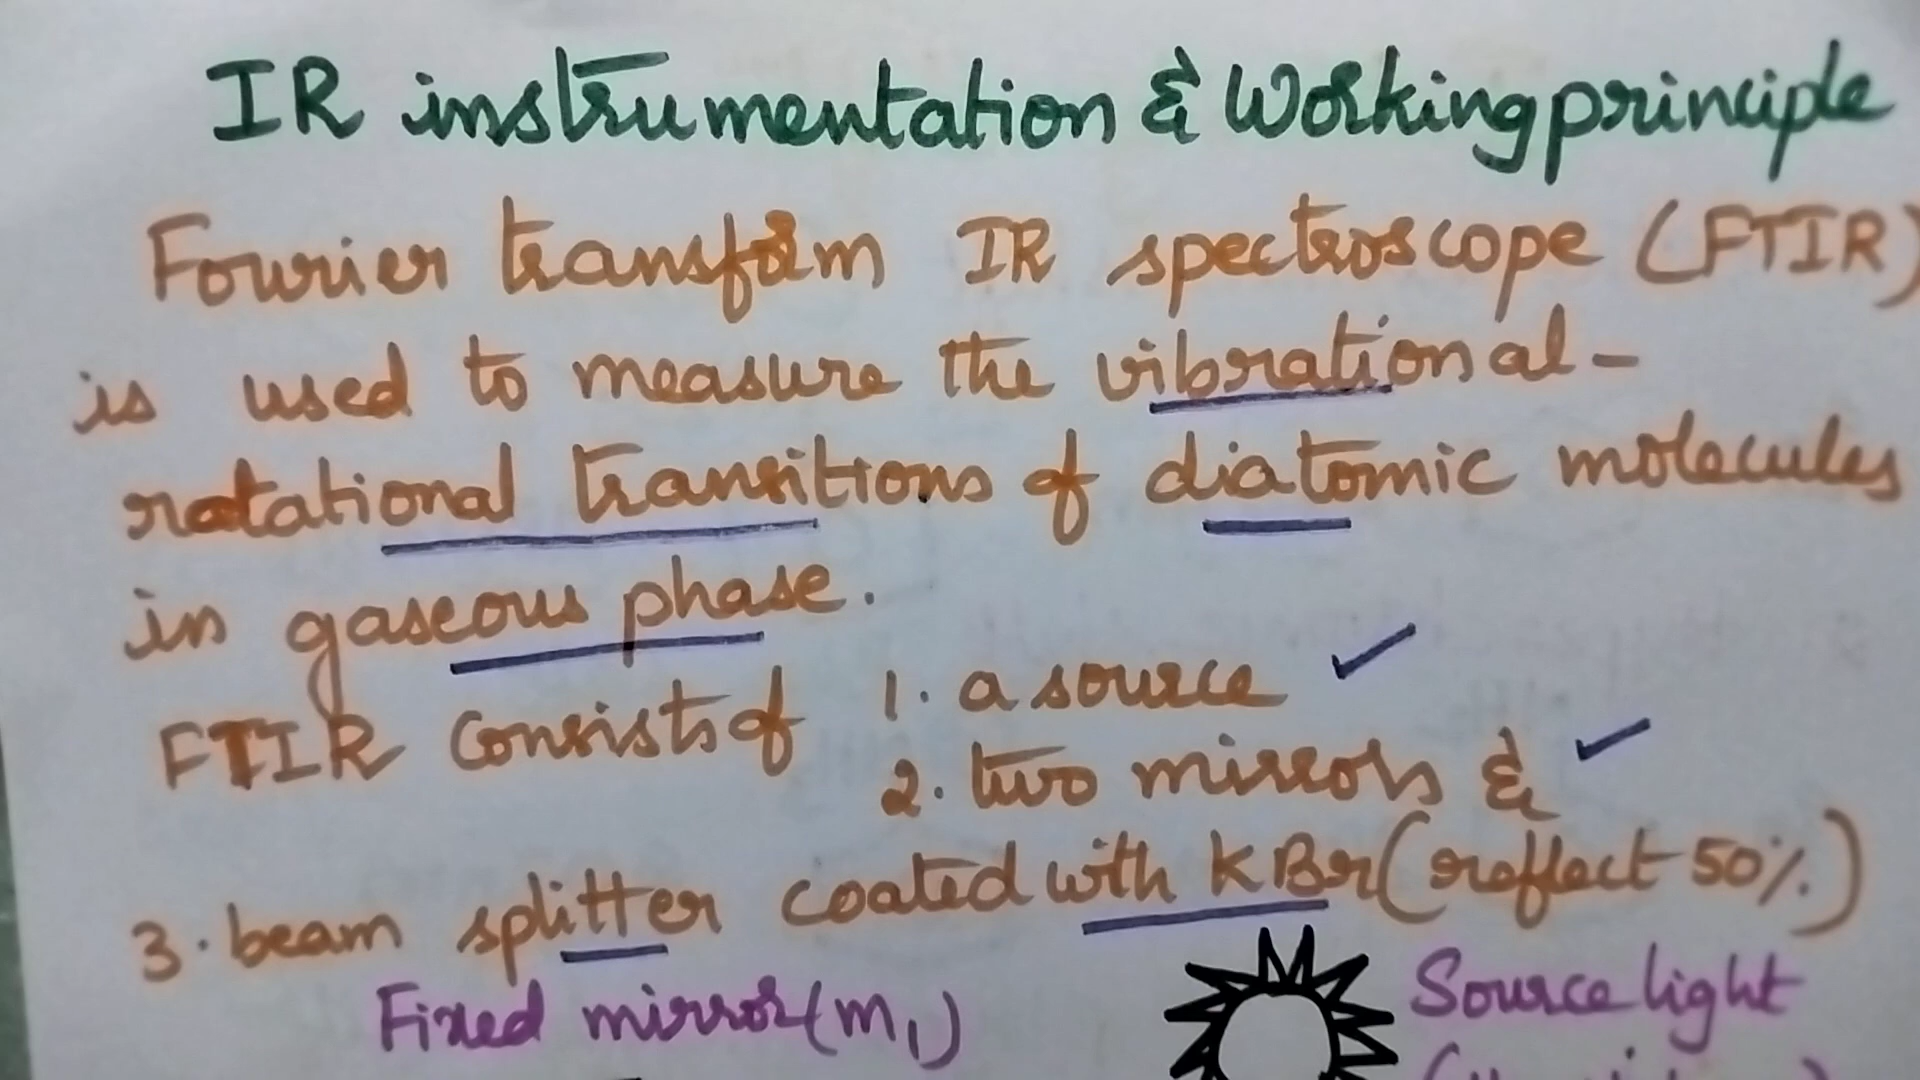 IR instrumentation & Working principle
Fourier transform IR spectroscope (FTIR)
is used to measure the vibrational-
rotational transitions of diatomic molecules
in gaseous phase.
FTIR consists of 1. a source
2. two mirrors &
3. beam splitter coated with KBr (reflect 50%)
Fixed mirror (m1)
Source light